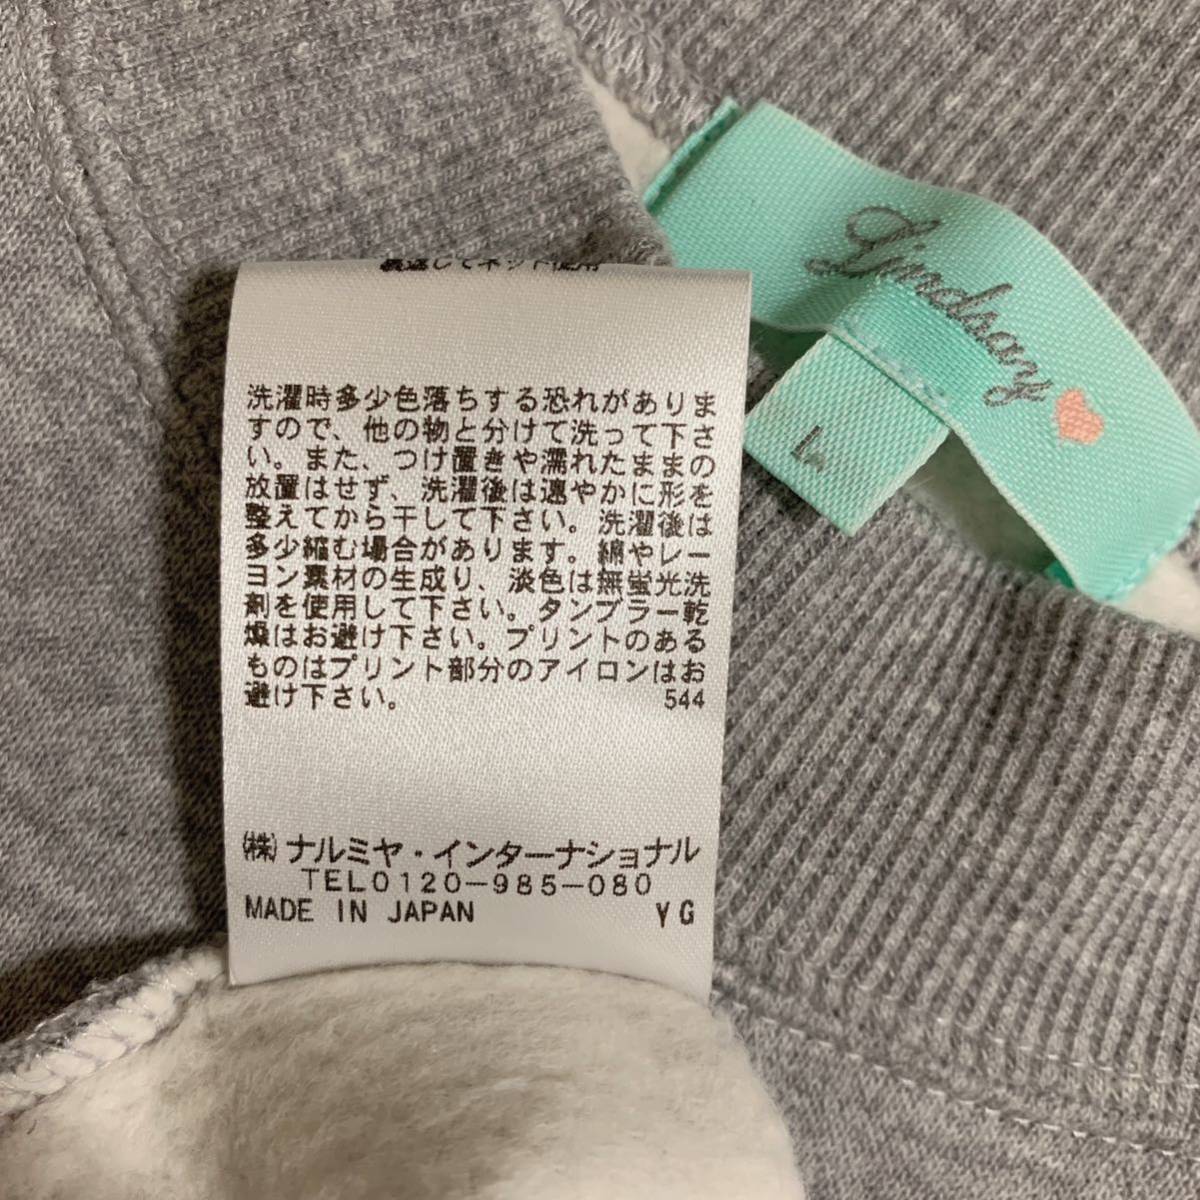 裏返してネット使用
洗濯時多少色落ちする恐れがありま
すので、他の物と分けて洗って下さ
い。また、つけ置きや濡れたままの
放置はせず、洗濯後は速やかに形を
整えてから干して下さい。洗濯後は
多少縮む場合があります。綿やレー
ヨン素材の生成り、淡色は無蛍光洗
剤を使用して下さい。タンブラー乾
燥はお避け下さい。プリントのある
ものはプリント部分のアイロンはお
避け下さい。 544
㈱ナルミヤ・インターナショナル
TEL0120-985-080
MADE IN JAPAN YG
Lindsay
L